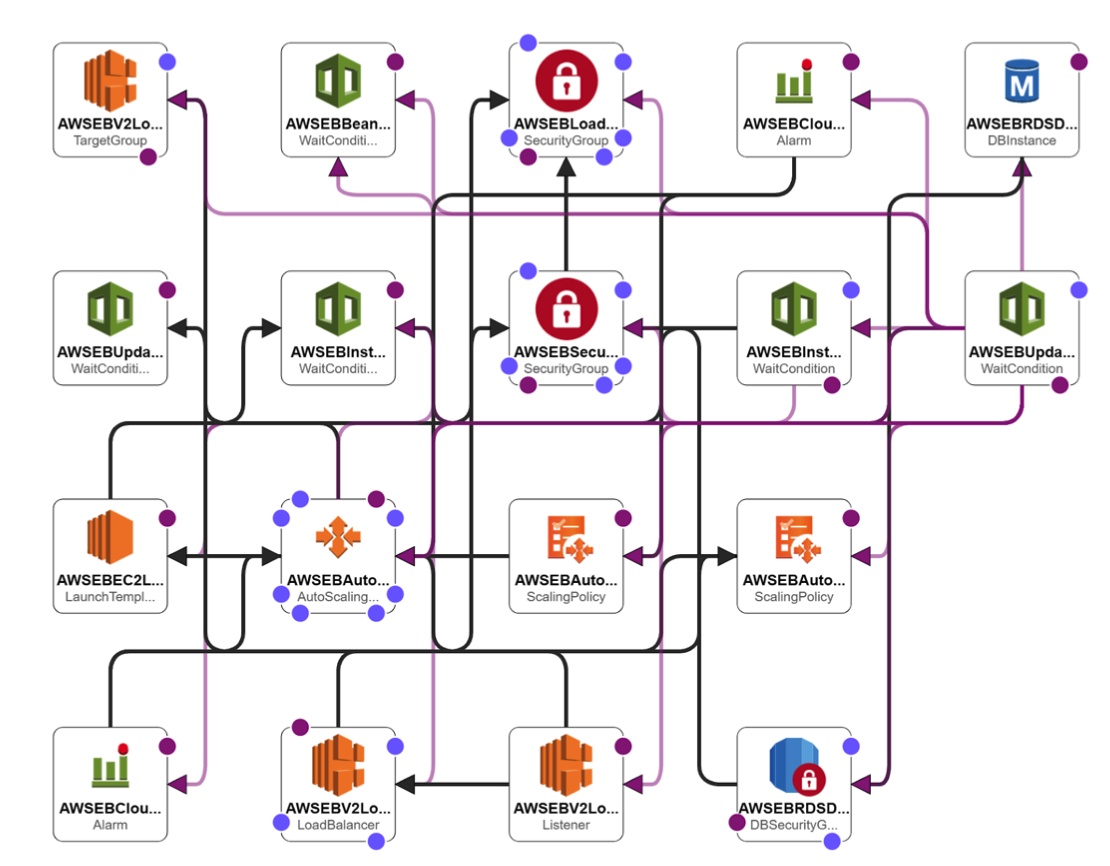 AWSEBV2Lo...
TargetGroup
AWSEBBean...
WaitConditi...
AWSEBLoad...
SecurityGroup
AWSEBClou...
Alarm
M
AWSEBRDSD...
DBInstance
AWSEBUpda...
WaitConditi...
AWSEBInst...
WaitConditi...
AWSEBSecu...
SecurityGroup
AWSEBInst...
WaitCondition
AWSEBUpda...
WaitCondition
AWSEBEC2L...
LaunchTempl...
AWSEBAuto...
AutoScaling...
AWSEBAuto...
ScalingPolicy
AWSEBAuto...
ScalingPolicy
AWSEBClou...
Alarm
AWSEBV2Lo...
LoadBalancer
AWSEBV2Lo...
Listener
AWSEBRDSD...
DBSecurityG...